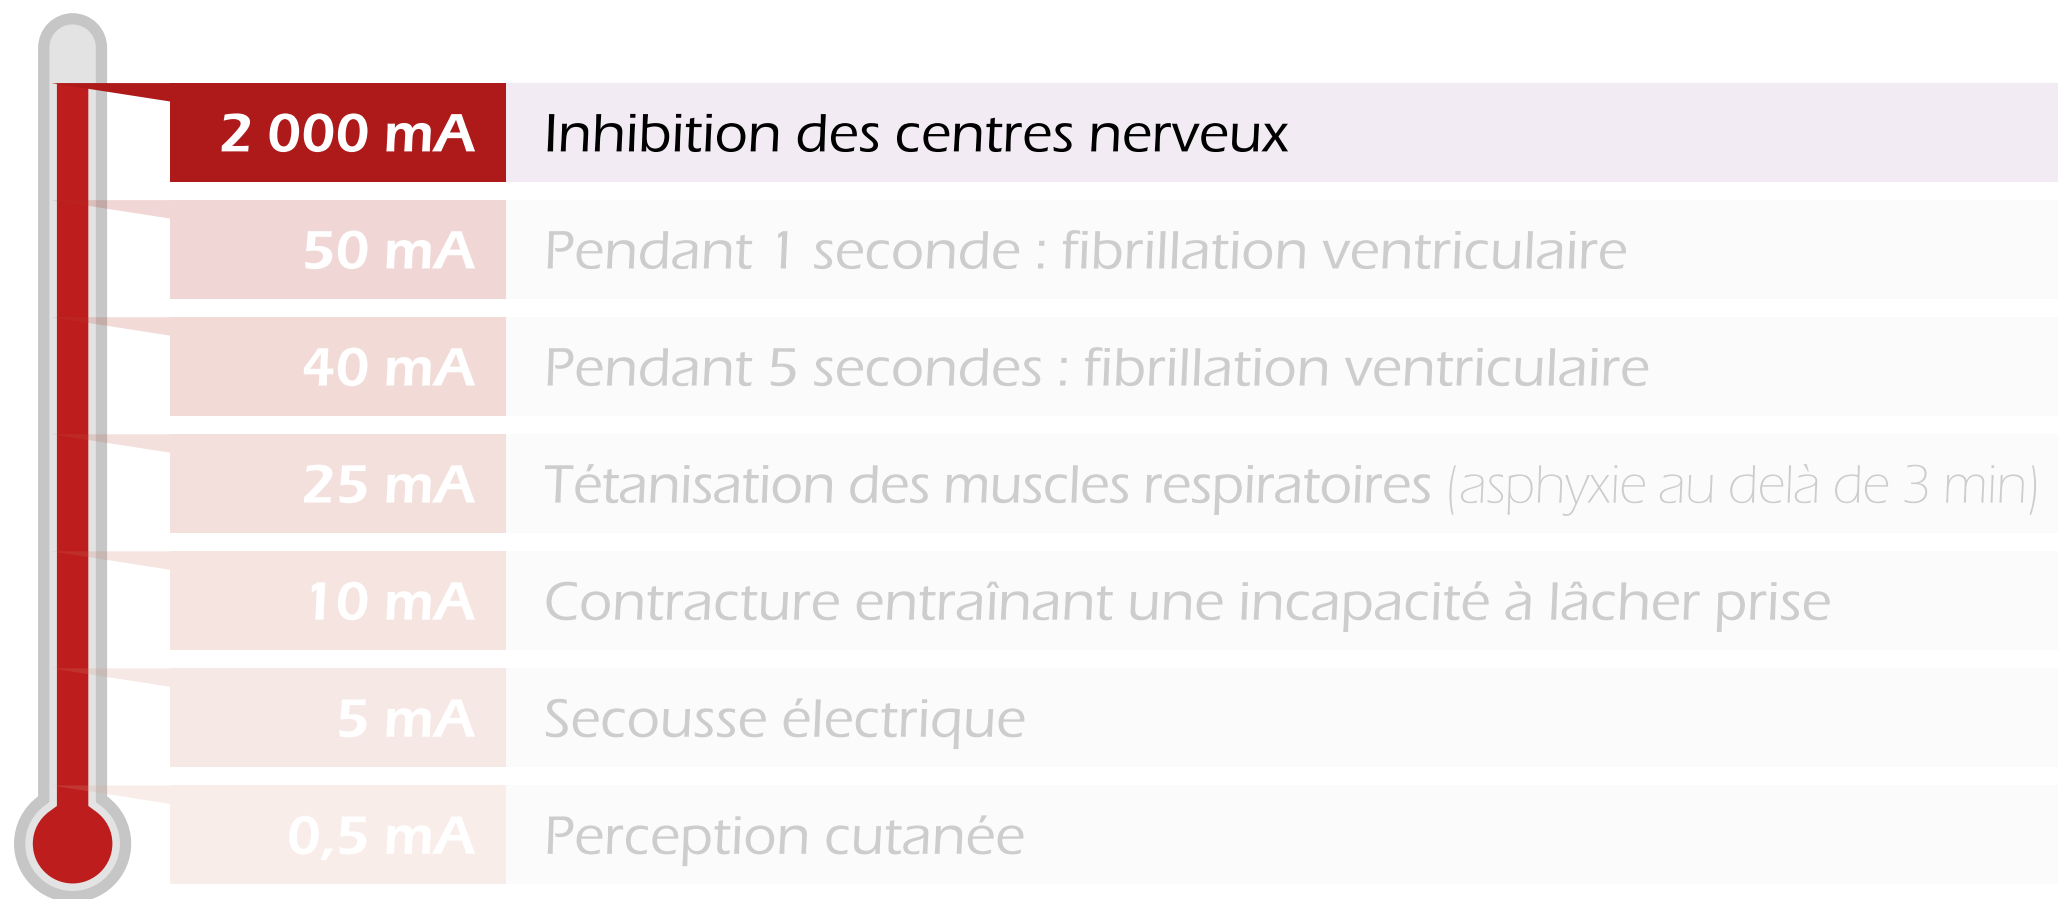 2 000 mA Inhibition des centres nerveux
50 mA Pendant 1 seconde : fibrillation ventriculaire
40 mA Pendant 5 secondes : fibrillation ventriculaire
25 mA Tétanisation des muscles respiratoires (asphyxie au delà de 3 min)
10 mA Contracture entraînant une incapacité à lâcher prise
5 mA Secousse électrique
0,5 mA Perception cutanée